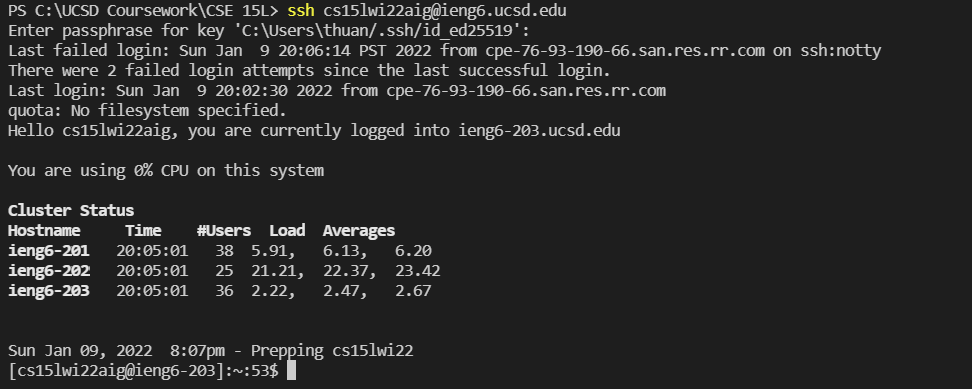 PS C:\UCSD Coursework\CSE 15L> ssh cs15lwi22aig@ieng6.ucsd.edu
Enter passphrase for key 'C:\Users\thuan/.ssh/id_ed25519':
Last failed login: Sun Jan  9 20:06:14 PST 2022 from cpe-76-93-190-66.san.res.rr.com on ssh:notty
There were 2 failed login attempts since the last successful login.
Last login: Sun Jan  9 20:02:30 2022 from cpe-76-93-190-66.san.res.rr.com
quota: No filesystem specified.
Hello cs15lwi22aig, you are currently logged into ieng6-203.ucsd.edu
You are using 0% CPU on this system
Cluster Status
Hostname     Time    #Users  Load  Averages
ieng6-201   20:05:01   38  5.91,   6.13,   6.20
ieng6-202   20:05:01   25  21.21,  22.37,  23.42
ieng6-203   20:05:01   36  2.22,   2.47,   2.67
Sun Jan 09, 2022  8:07pm - Prepping cs15lwi22
[cs15lwi22aig@ieng6-203]:~:53$